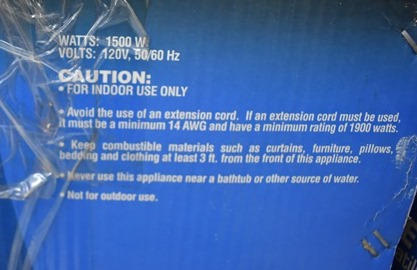 WATTS: 1500 W
VOLTS: 120V, 50/60 Hz
CAUTION:
• FOR INDOOR USE ONLY
• Avoid the use of an extension cord. If an extension cord must be used,
it must be a minimum 14 AWG and have a minimum rating of 1900 watts.
• Keep combustible materials such as curtains, furniture, pillows,
bedding and clothing at least 3 ft. from the front of this appliance.
• Never use this appliance near a bathtub or other source of water.
• Not for outdoor use.